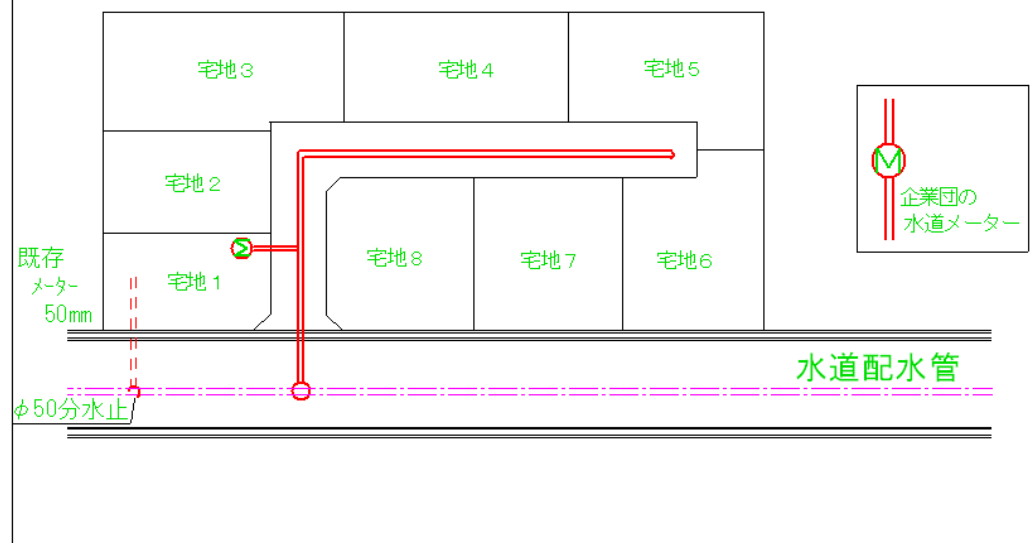 宅地3
宅地4
宅地5
宅地2
M
企業団の
水道メーター
既存
メーター
50mm
宅地1
M
宅地8
宅地7
宅地6
水道配水管
φ50分水止